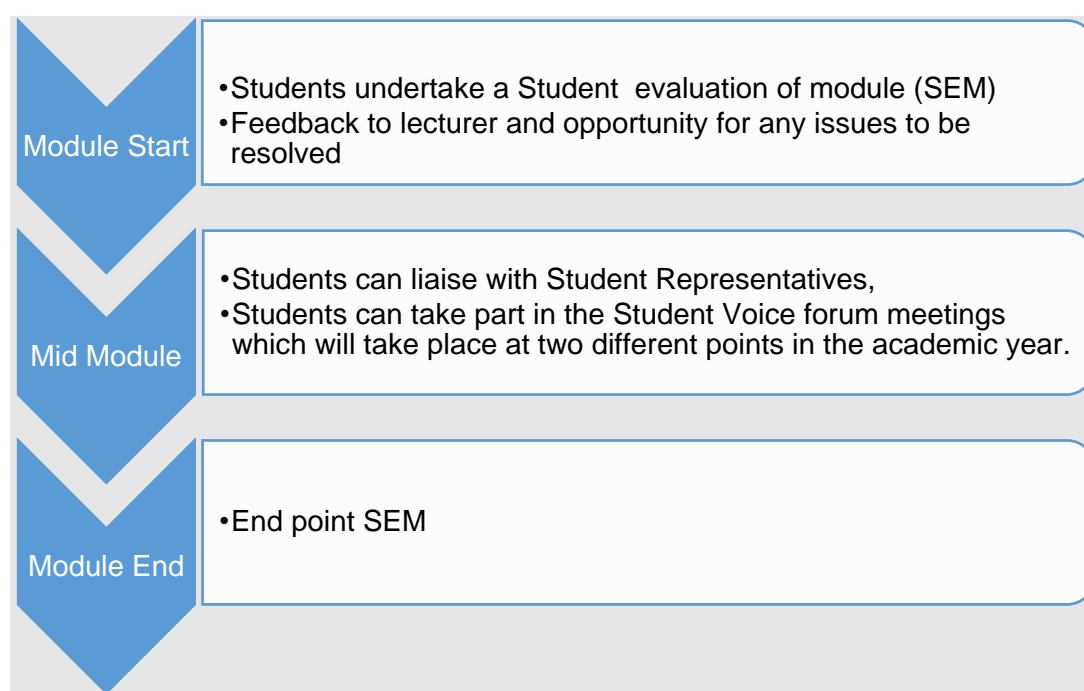 Module Start
•Students undertake a Student  evaluation of module (SEM)
•Feedback to lecturer and opportunity for any issues to be
resolved
Mid Module
•Students can liaise with Student Representatives,
•Students can take part in the Student Voice forum meetings
which will take place at two different points in the academic year.
Module End
•End point SEM